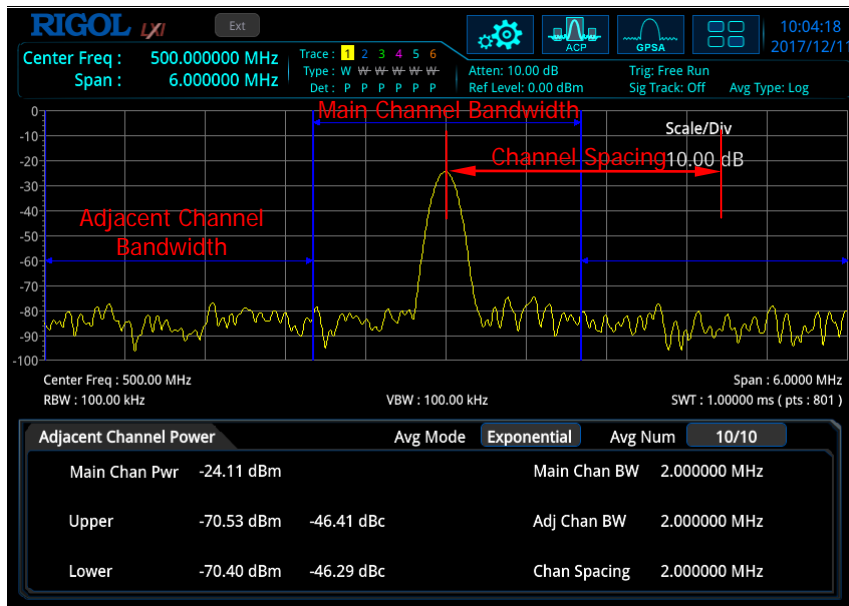 RIGOL LXI Ext
ACP GPSA
10:04:18
2017/12/11
Center Freq : 500.000000 MHz
Span : 6.000000 MHz
Trace : 1 2 3 4 5 6
Type : W W W W W W
Det : P P P P P P
Atten: 10.00 dB
Ref Level: 0.00 dBm
Trig: Free Run
Sig Track: Off Avg Type: Log
Main Channel Bandwidth
Scale/Div
10.00 dB
Channel Spacing
Adjacent Channel
Bandwidth
0
-10
-20
-30
-40
-50
-60
-70
-80
-90
-100
Center Freq : 500.00 MHz Span : 6.0000 MHz
RBW : 100.00 kHz VBW : 100.00 kHz SWT : 1.00000 ms ( pts : 801 )
Adjacent Channel Power Avg Mode Exponential Avg Num 10/10
Main Chan Pwr -24.11 dBm Main Chan BW 2.000000 MHz
Upper -70.53 dBm -46.41 dBc Adj Chan BW 2.000000 MHz
Lower -70.40 dBm -46.29 dBc Chan Spacing 2.000000 MHz